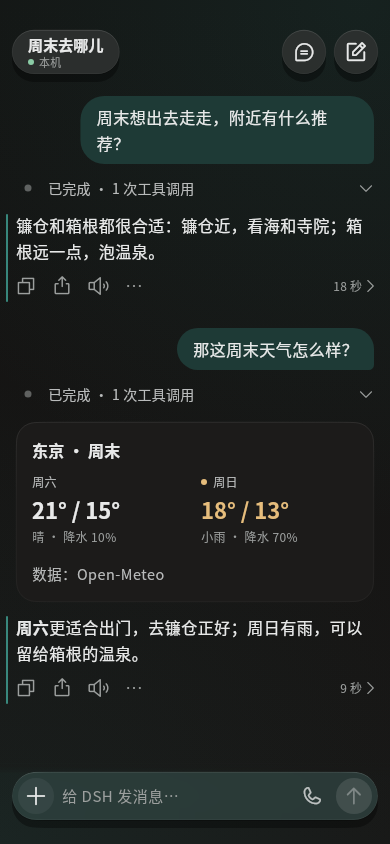 周末去哪儿
本机
周末想出去走走，附近有什么推
荐？
已完成 · 1 次工具调用
镰仓和箱根都很合适：镰仓近，看海和寺院；箱
根远一点，泡温泉。
18 秒
那这周末天气怎么样？
已完成 · 1 次工具调用
东京 · 周末
周六
周日
21° / 15°
18° / 13°
晴 · 降水 10%
小雨 · 降水 70%
数据：Open-Meteo
周六更适合出门，去镰仓正好；周日有雨，可以
留给箱根的温泉。
9 秒
给 DSH 发消息…